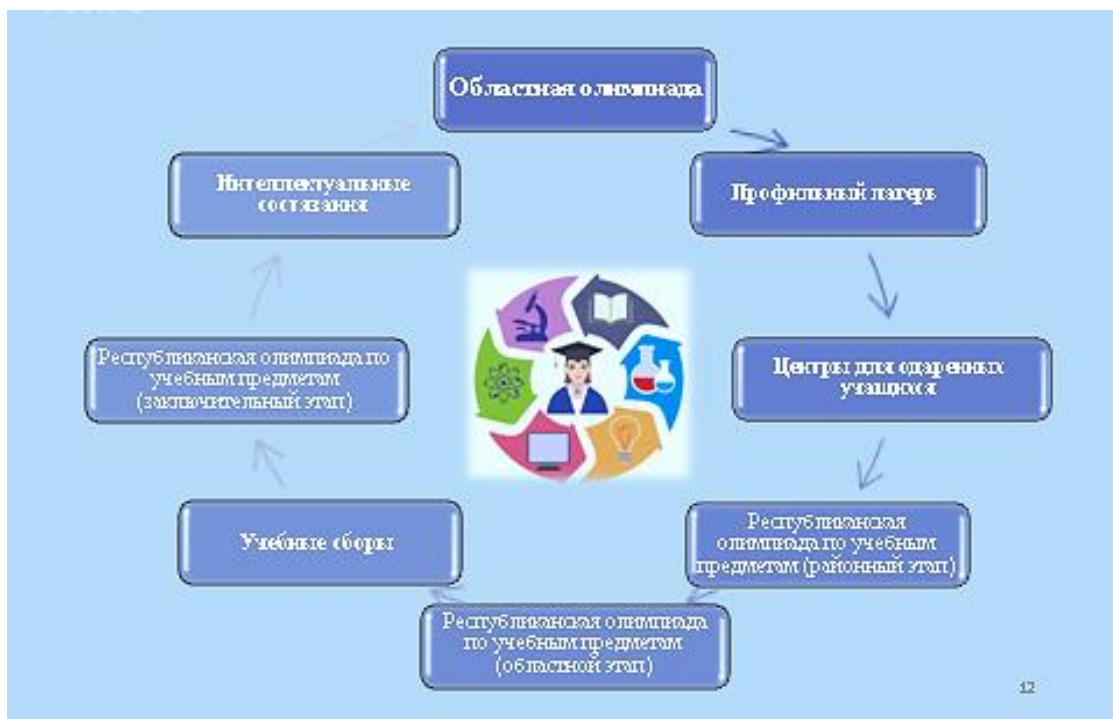 Областная олимпиада
Профильный лагерь
Центры для одаренных
учащихся
Республиканская
олимпиада по учебным
предметам (районный этап)
Республиканская олимпиада
по учебным предметам
(областной этап)
Учебные сборы
Республиканская олимпиада по
учебным предметам
(заключительный этап)
Интеллектуальные
состязания
12